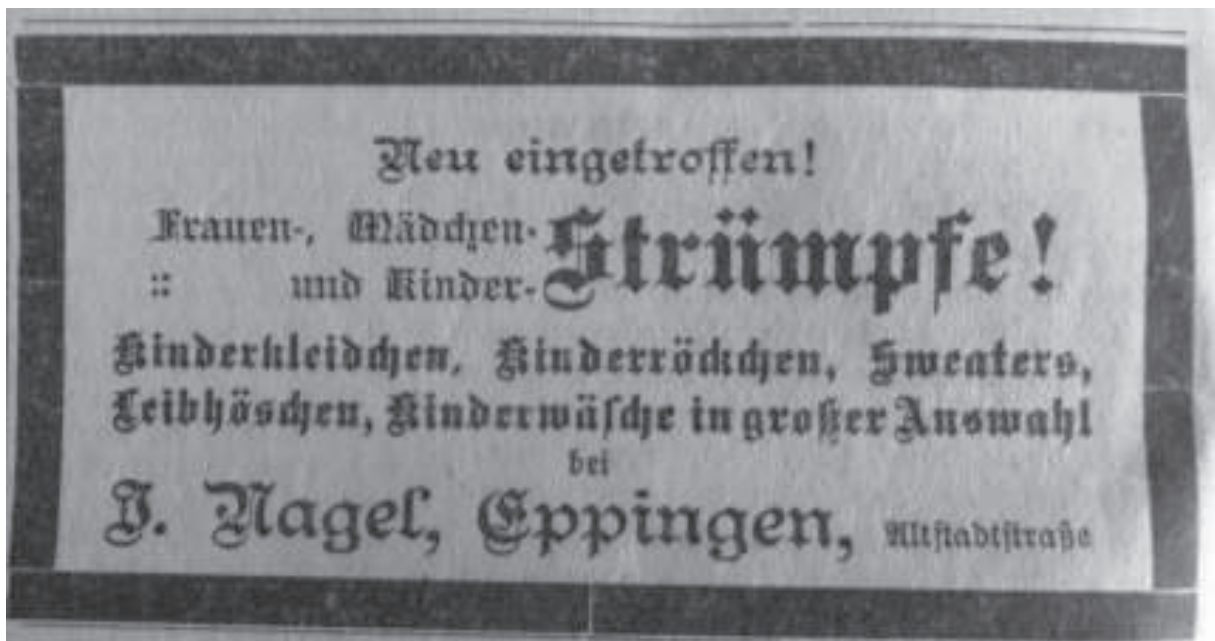 Neu eingetroffen!
Frauen-, Mädchen-
:: und Kinder- Strümpfe!
Kinderkleidchen, Kinderröckchen, Sweaters,
Leibhöschen, Kinderwäsche in großer Auswahl
bei
J. Nagel, Eppingen, Altstadtstraße